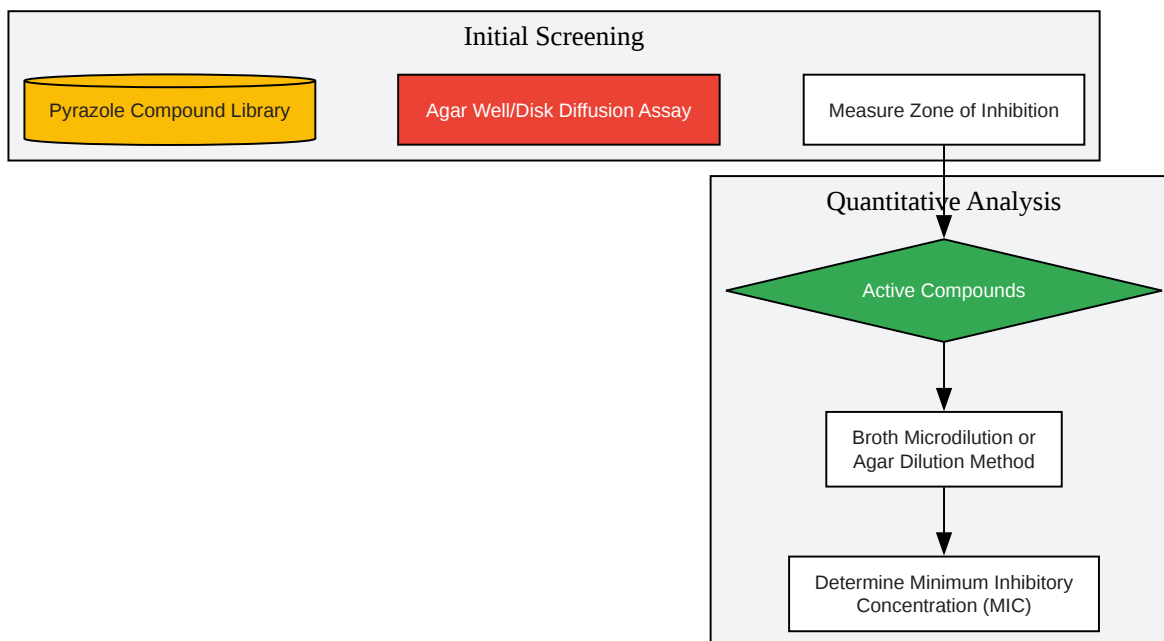 Initial Screening
Pyrazole Compound Library
Agar Well/Disk Diffusion Assay
Measure Zone of Inhibition
Quantitative Analysis
Active Compounds
Broth Microdilution or
Agar Dilution Method
Determine Minimum Inhibitory
Concentration (MIC)